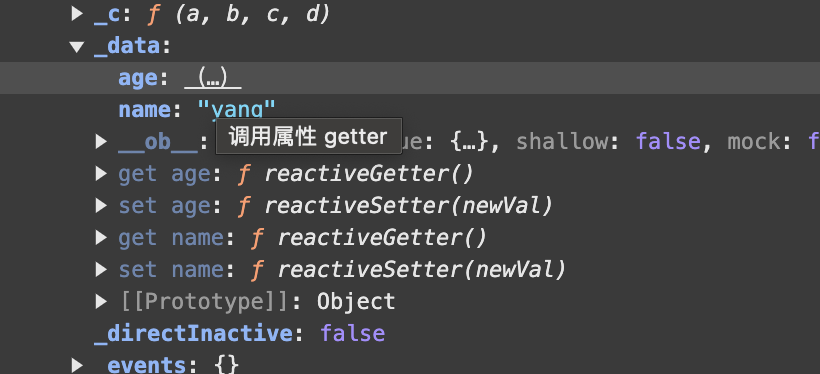 ▶ _c: ƒ (a, b, c, d)
▼ _data:
age: (…)
name: "yang"
调用属性 getter
▶ __ob__: ue: {…}, shallow: false, mock: f
▶ get age: ƒ reactiveGetter()
▶ set age: ƒ reactiveSetter(newVal)
▶ get name: ƒ reactiveGetter()
▶ set name: ƒ reactiveSetter(newVal)
▶ [[Prototype]]: Object
_directInactive: false
▶ _events: {}